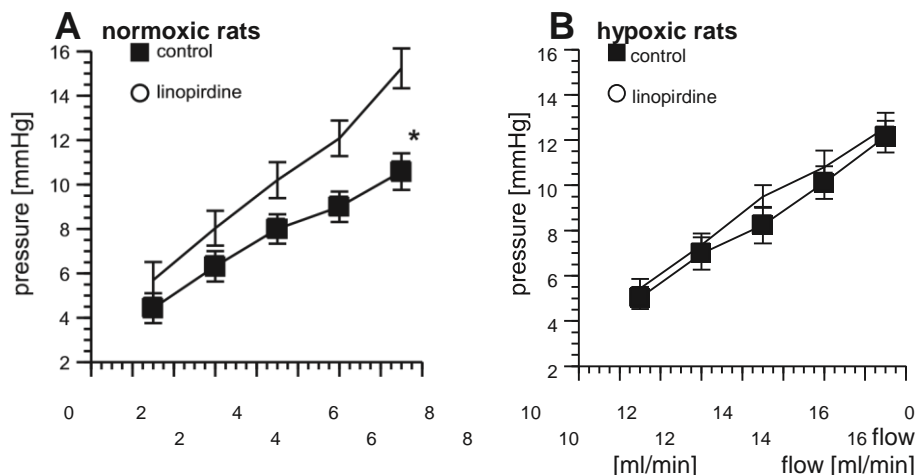 A normoxic rats
control
linopirdine
pressure [mmHg]
16
14
12
10
8
6
4
2
*
B hypoxic rats
control
linopirdine
pressure [mmHg]
16
14
12
10
8
6
4
2
0 2 4 6 8 10 12 14 16 0
2 4 6 8 10 12 14 16 flow
[ml/min] flow [ml/min]